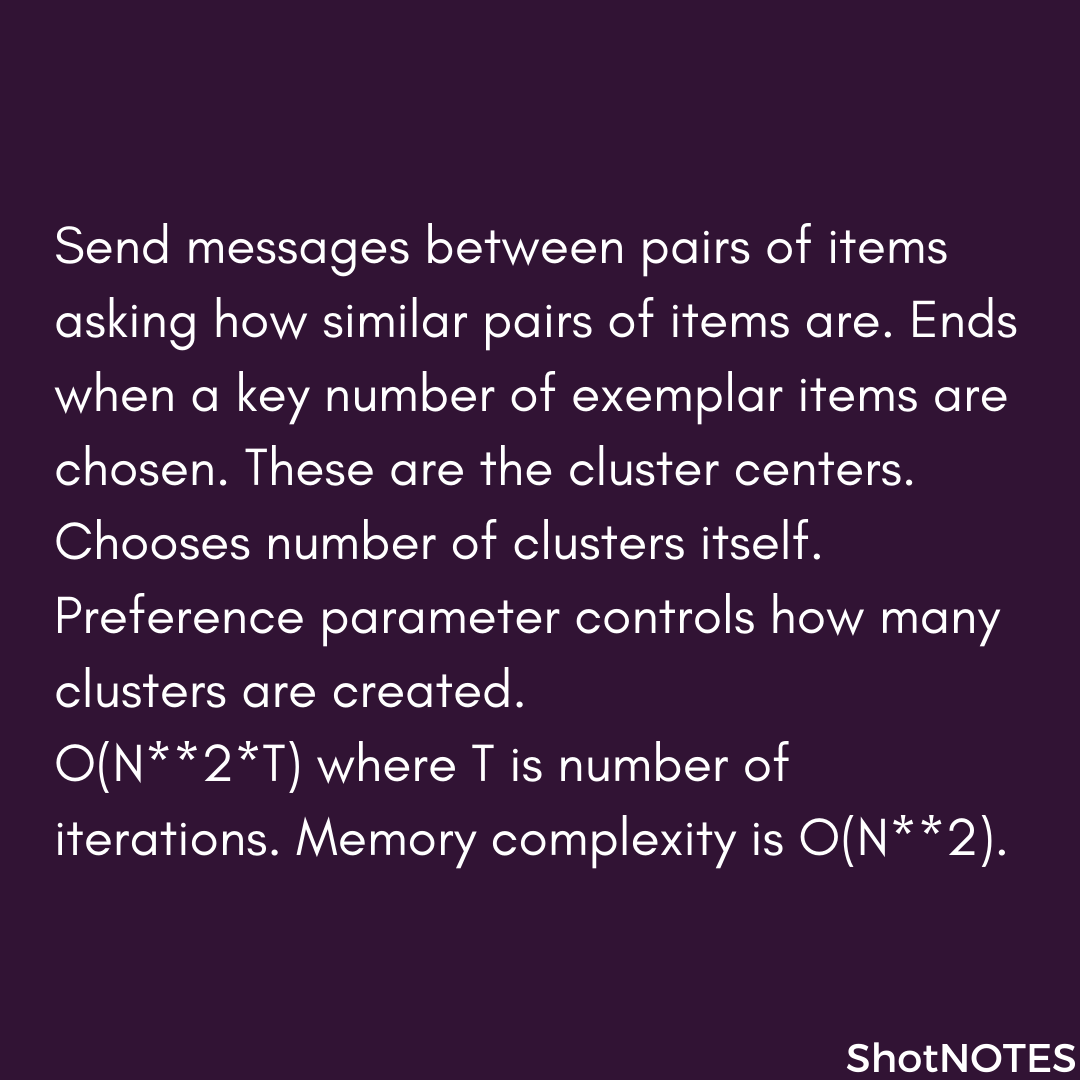 Send messages between pairs of items
asking how similar pairs of items are. Ends
when a key number of exemplar items are
chosen. These are the cluster centers.
Chooses number of clusters itself.
Preference parameter controls how many
clusters are created.
O(N**2*T) where T is number of
iterations. Memory complexity is O(N**2).
ShotNOTES